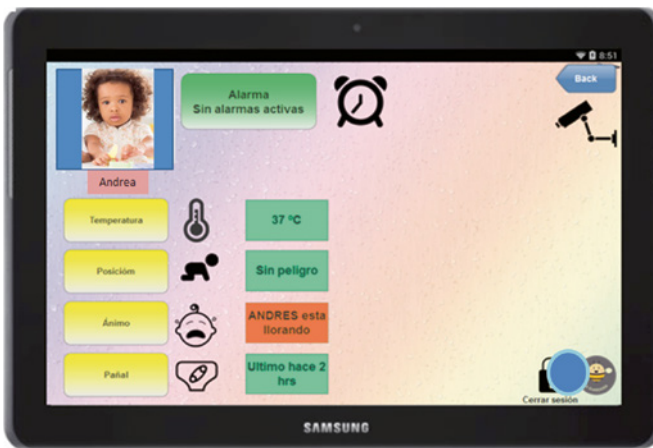 8:51
Back
Alarma
Sin alarmas activas
Andrea
Temperatura
37 °C
Posicióm
Sin peligro
Ánimo
ANDRES esta
llorando
Pañal
Ultimo hace 2
hrs
Cerrar sesión
SAMSUNG